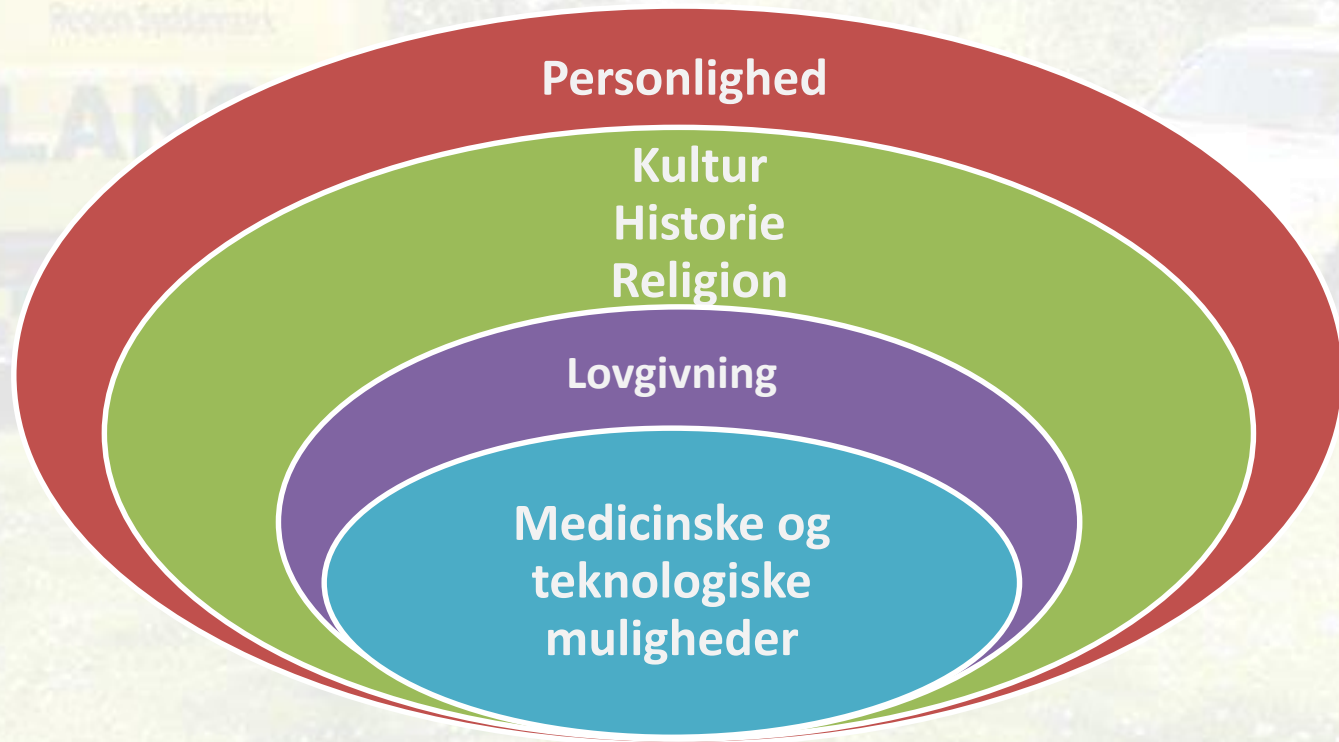 Personlighed
Kultur
Historie
Religion
Lovgivning
Medicinske og
teknologiske
muligheder